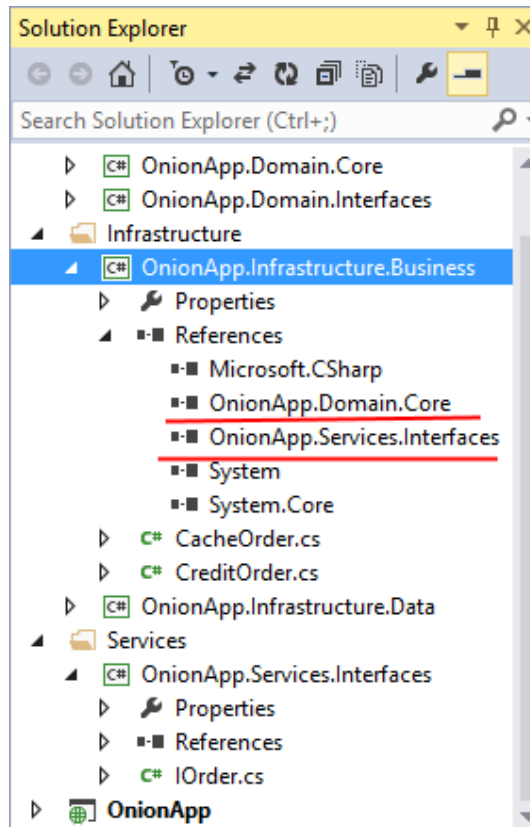 Solution Explorer
Search Solution Explorer (Ctrl+;)
C# OnionApp.Domain.Core
C# OnionApp.Domain.Interfaces
Infrastructure
C# OnionApp.Infrastructure.Business
Properties
References
Microsoft.CSharp
OnionApp.Domain.Core
OnionApp.Services.Interfaces
System
System.Core
C# CacheOrder.cs
C# CreditOrder.cs
C# OnionApp.Infrastructure.Data
Services
C# OnionApp.Services.Interfaces
Properties
References
C# IOrder.cs
OnionApp